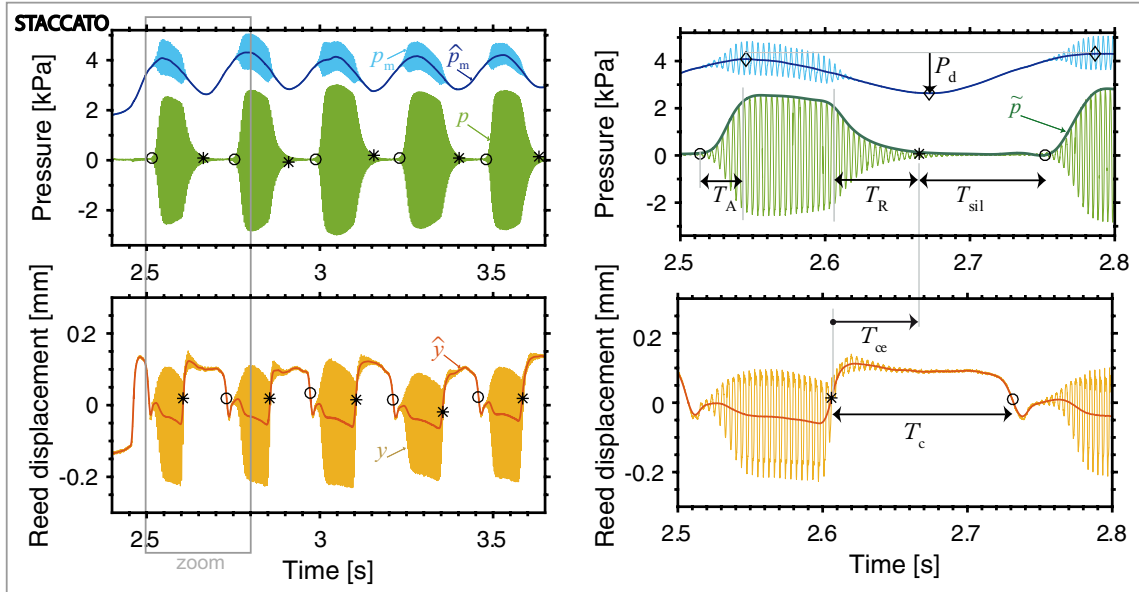 STACCATO
Pressure [kPa]
4
2
0
-2
p_m
p̂_m
p
2.5
3
3.5
Pressure [kPa]
4
2
0
-2
P_d
p̃
T_A
T_R
T_sil
2.5
2.6
2.7
2.8
Reed displacement [mm]
0.2
0
-0.2
ŷ
y
2.5
3
3.5
zoom
Time [s]
Reed displacement [mm]
0.2
0
-0.2
T_ce
T_c
2.5
2.6
2.7
2.8
Time [s]